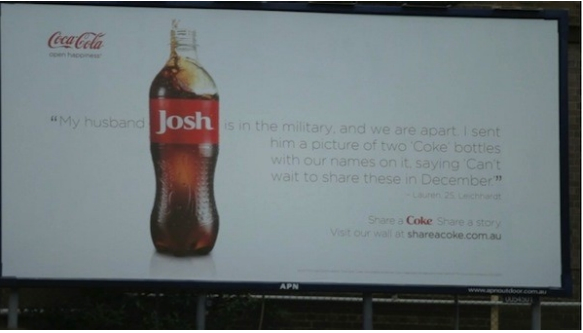 Coca-Cola
open happiness
“My husband Josh is in the military, and we are apart. I sent
him a picture of two ‘Coke’ bottles
with our names on it, saying ‘Can’t
wait to share these in December’”
– Lauren, 25, Leichhardt
Share a Coke. Share a story.
Visit our wall at shareacoke.com.au
APN
www.apnoutdoor.com.au